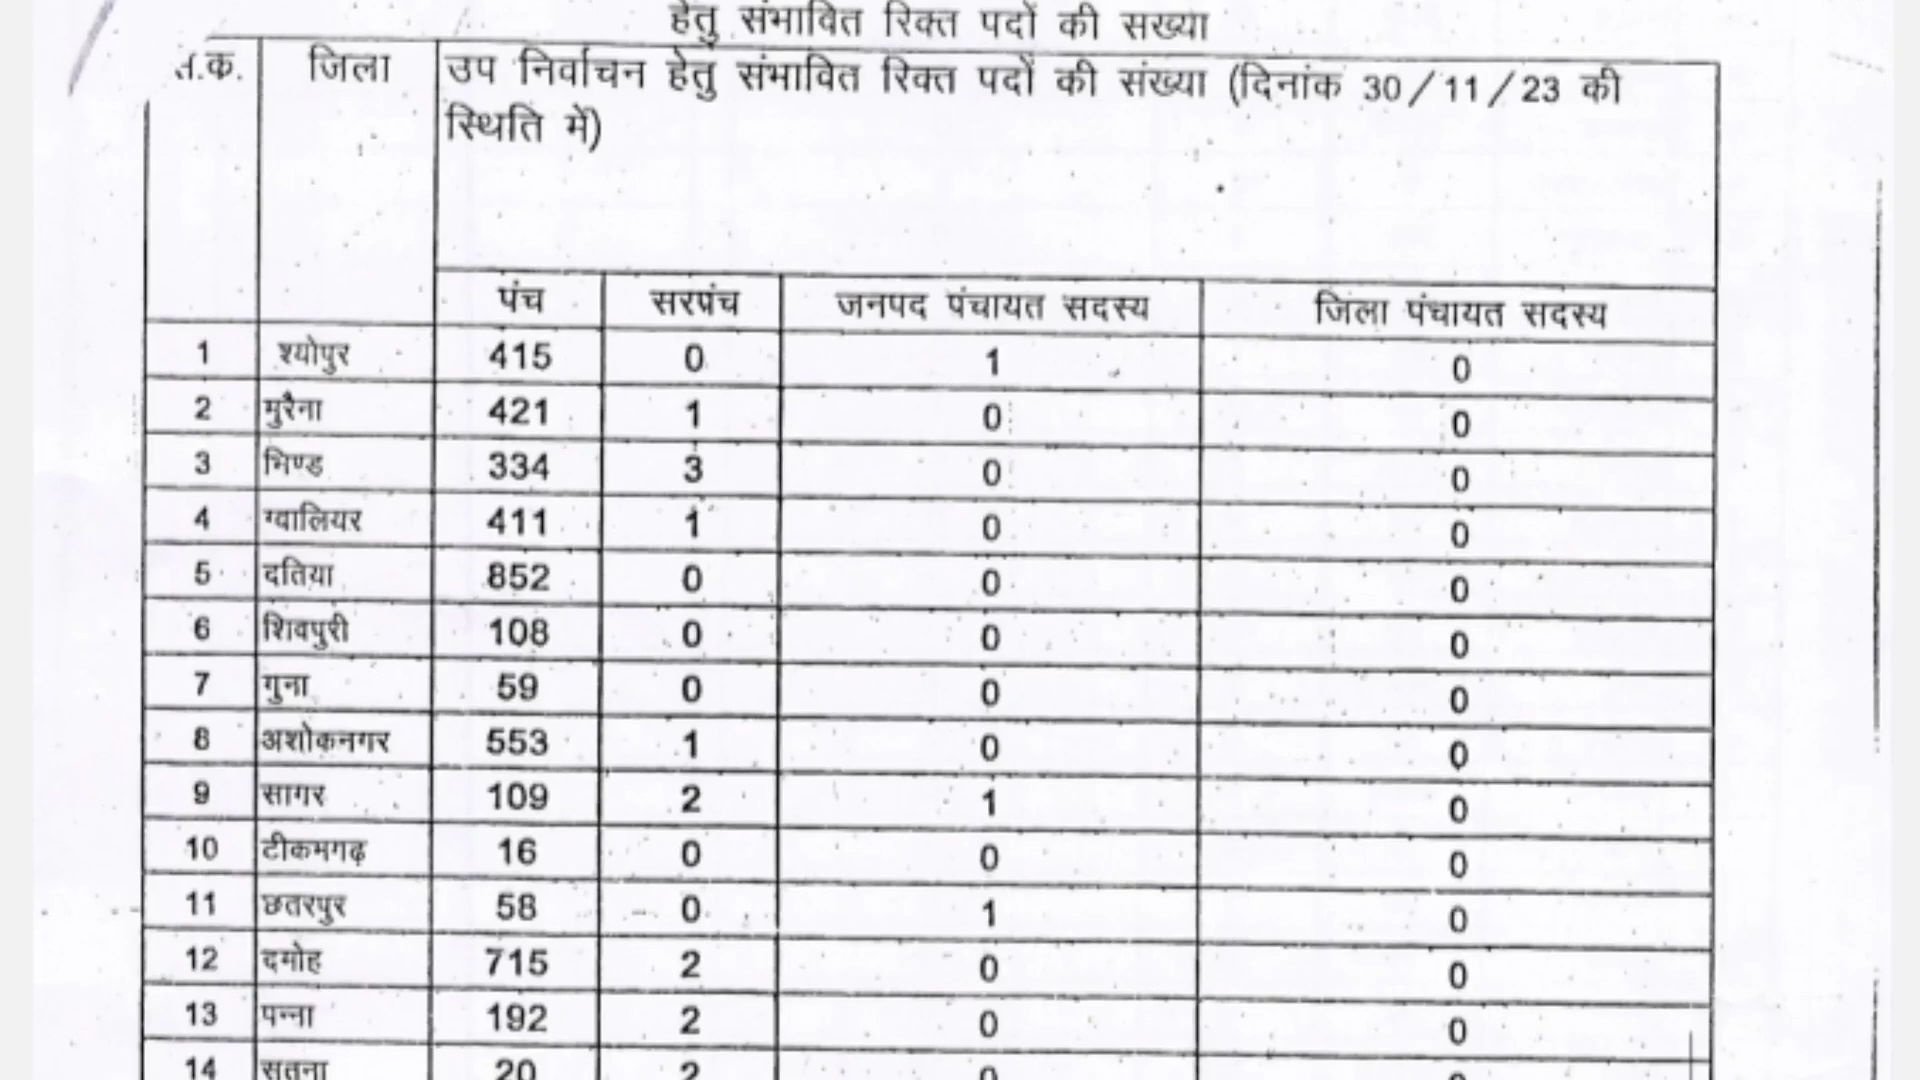 हेतु संभावित रिक्त पदों की सख्या
जिला उप निर्वाचन हेतु संभावित रिक्त पदों की संख्या (दिनांक 30/11/23 की
स्थिति में)
पंच सरपंच जनपद पंचायत सदस्य जिला पंचायत सदस्य
1 श्योपुर 415 0 1 0
2 मुरैना 421 1 0 0
3 भिण्ड 334 3 0 0
4 ग्वालियर 411 1 0 0
5 दतिया 852 0 0 0
6 शिवपुरी 108 0 0 0
7 गुना 59 0 0 0
8 अशोकनगर 553 1 0 0
9 सागर 109 2 1 0
10 टीकमगढ़ 16 0 0 0
11 छतरपुर 58 0 1 0
12 दमोह 715 2 0 0
13 पन्ना 192 2 0 0
14 सतना 20 2 0